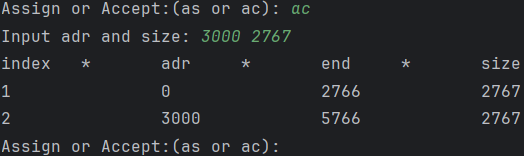 Assign or Accept:(as or ac): ac
Input adr and size: 3000 2767
index * adr * end * size
1 0 2766 2767
2 3000 5766 2767
Assign or Accept:(as or ac):